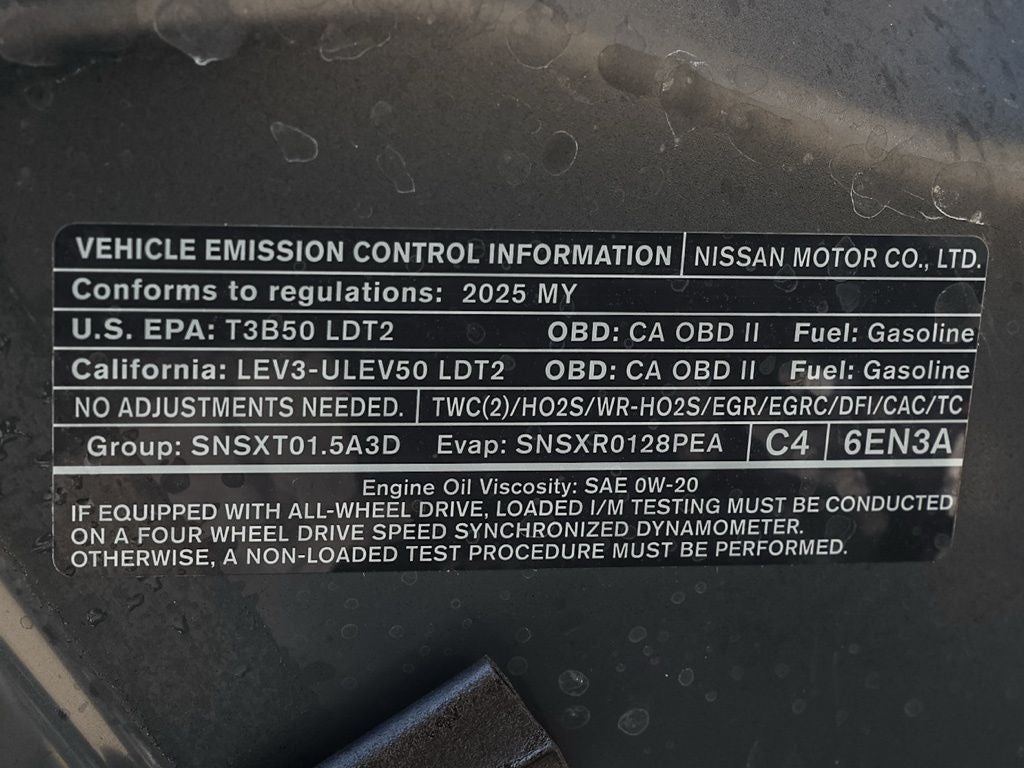 VEHICLE EMISSION CONTROL INFORMATION NISSAN MOTOR CO., LTD.
Conforms to regulations: 2025 MY
U.S. EPA: T3B50 LDT2 OBD: CA OBD II Fuel: Gasoline
California: LEV3-ULEV50 LDT2 OBD: CA OBD II Fuel: Gasoline
NO ADJUSTMENTS NEEDED. TWC(2)/HO2S/WR-HO2S/EGR/EGRC/DFI/CAC/TC
Group: SNSXT01.5A3D Evap: SNSXR0128PEA C4 6EN3A
Engine Oil Viscosity: SAE 0W-20
IF EQUIPPED WITH ALL-WHEEL DRIVE, LOADED I/M TESTING MUST BE CONDUCTED
ON A FOUR WHEEL DRIVE SPEED SYNCHRONIZED DYNAMOMETER.
OTHERWISE, A NON-LOADED TEST PROCEDURE MUST BE PERFORMED.